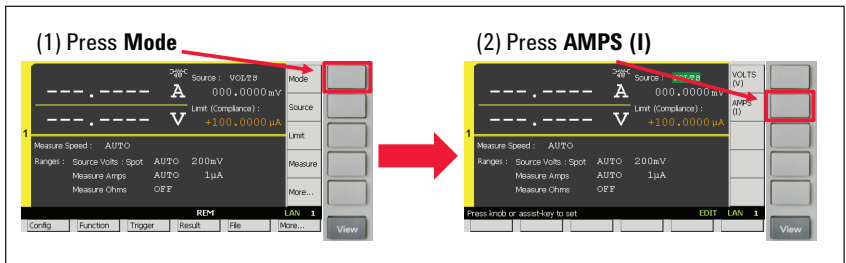 (1) Press Mode
Source : VOLTS
---.---- A 000.0000mV
Limit (Compliance) :
---.---- V +100.0000µA
1
Measure Speed : AUTO
Ranges : Source Volts : Spot AUTO 200mV
Measure Amps AUTO 1µA
Measure Ohms OFF
REM LAN 1
Mode
Source
Limit
Measure
More...
Config Function Trigger Result File More... View
(2) Press AMPS (I)
Source : VOLTS
---.---- A 000.0000mV
Limit (Compliance) :
---.---- V +100.0000µA
1
Measure Speed : AUTO
Ranges : Source Volts : Spot AUTO 200mV
Measure Amps AUTO 1µA
Measure Ohms OFF
Press knob or assist-key to set EDIT LAN 1
VOLTS
(V)
AMPS
(I)
View